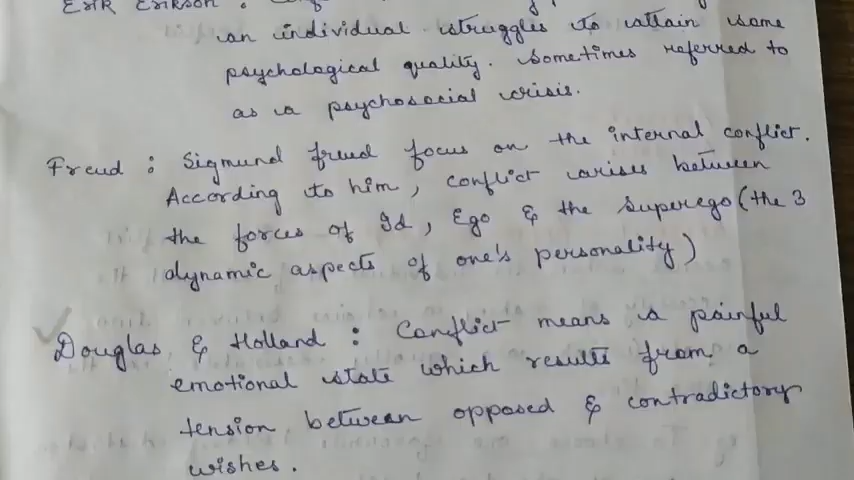 Erik Erikson :
an individual struggles to attain some
psychological quality. Sometimes referred to
as a psychosocial crisis.
Freud : Sigmund freud focus on the internal conflict.
According to him, conflict arises between
the forces of Id, Ego & the Superego (the 3
dynamic aspects of one's personality)
Douglas & Holland : Conflict means a painful
emotional state which results from a
tension between opposed & contradictory
wishes.